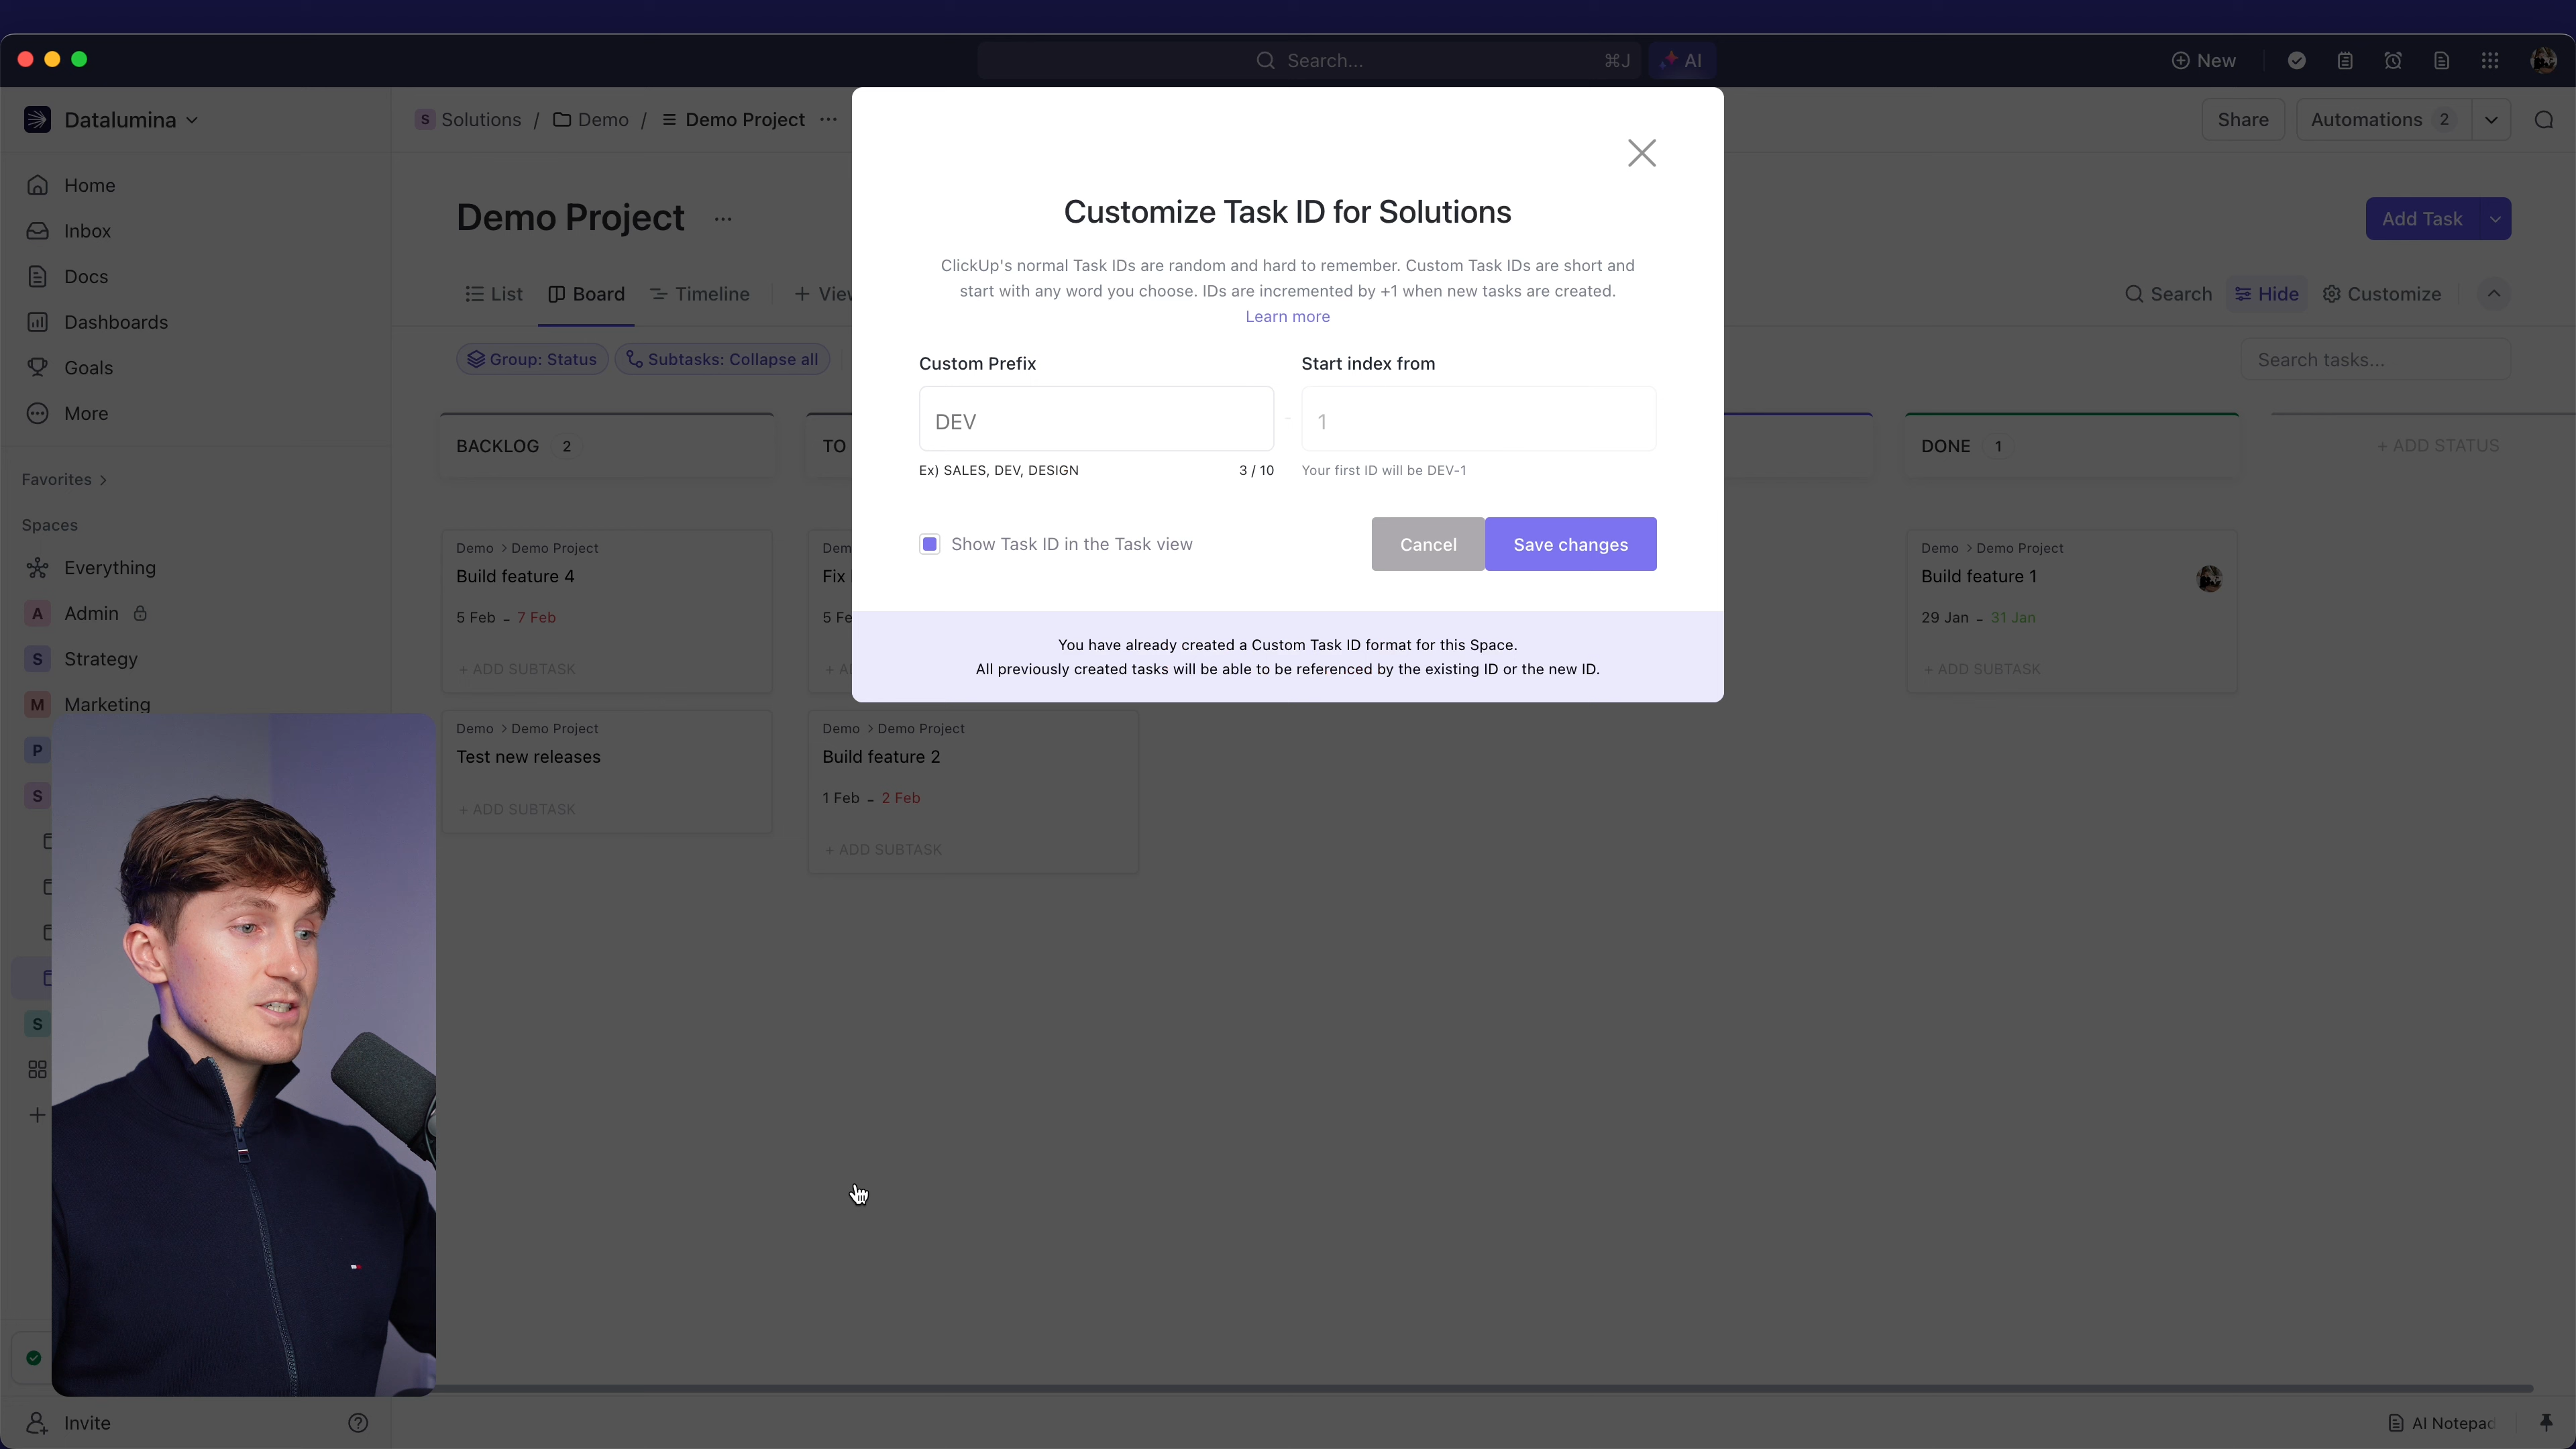 Search...
⌘J
AI
New
Datalumina
S Solutions / Demo / Demo Project ...
Share
Automations 2
Home
Inbox
Docs
Dashboards
Goals
More
Favorites
Spaces
Everything
A Admin
S Strategy
M Marketing
P
S
S
Invite
Demo Project ...
Add Task
List
Board
Timeline
+ View
Search
Hide
Customize
Group: Status
Subtasks: Collapse all
Search tasks...
BACKLOG 2
TO
DONE 1
+ ADD STATUS
Demo > Demo Project
Build feature 4
5 Feb - 7 Feb
+ ADD SUBTASK
Demo > Demo Project
Test new releases
+ ADD SUBTASK
Dem
Fix
5 Fe
+ A
Demo > Demo Project
Build feature 2
1 Feb - 2 Feb
+ ADD SUBTASK
Demo > Demo Project
Build feature 1
29 Jan - 31 Jan
+ ADD SUBTASK
Customize Task ID for Solutions
ClickUp's normal Task IDs are random and hard to remember. Custom Task IDs are short and
start with any word you choose. IDs are incremented by +1 when new tasks are created.
Learn more
Custom Prefix
Start index from
DEV
-
1
Ex) SALES, DEV, DESIGN
3 / 10
Your first ID will be DEV-1
Show Task ID in the Task view
Cancel
Save changes
You have already created a Custom Task ID format for this Space.
All previously created tasks will be able to be referenced by the existing ID or the new ID.
AI Notepad